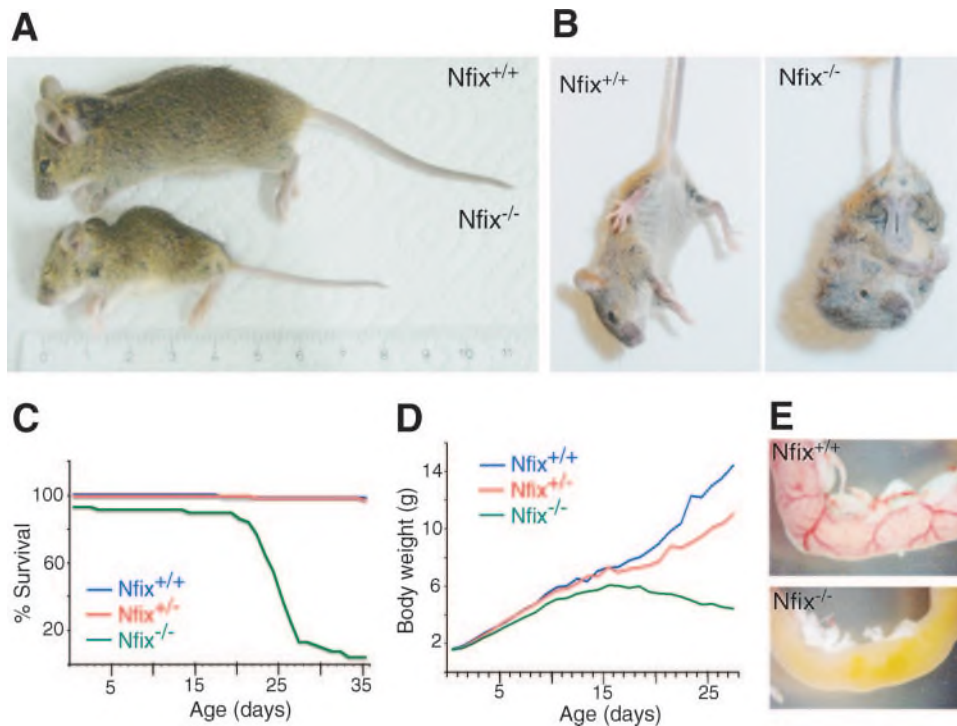 A
Nfix+/+
Nfix-/-
0 1 2 3 4 5 6 7 8 9 10 11
B
Nfix+/+
Nfix-/-
C
% Survival
100
60
20
Nfix+/+
Nfix+/-
Nfix-/-
5 15 25 35
Age (days)
D
Body weight (g)
14
10
6
2
Nfix+/+
Nfix+/-
Nfix-/-
5 15 25
Age (days)
E
Nfix+/+
Nfix-/-